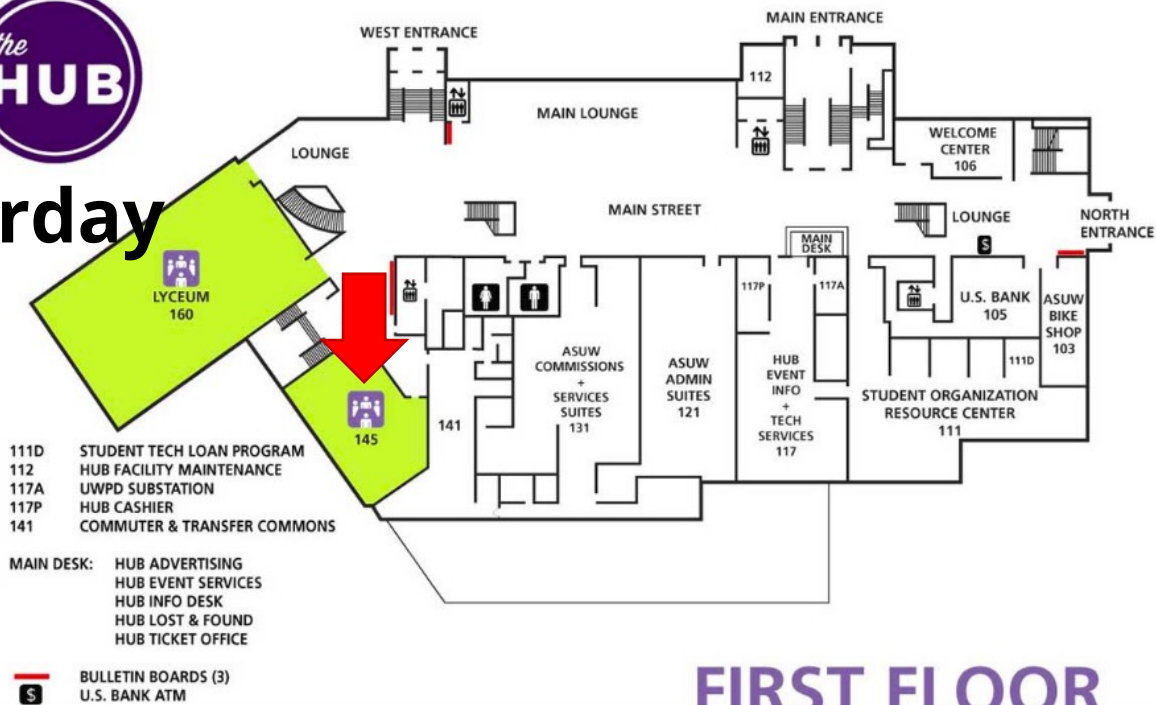 the
HUB
rday
WEST ENTRANCE
MAIN ENTRANCE
112
MAIN LOUNGE
LOUNGE
WELCOME
CENTER
106
MAIN STREET
LOUNGE
NORTH
ENTRANCE
$
MAIN
DESK
LYCEUM
160
117P
117A
U.S. BANK
105
ASUW
BIKE
SHOP
103
ASUW
COMMISSIONS
+
SERVICES
SUITES
131
ASUW
ADMIN
SUITES
121
HUB
EVENT
INFO
+
TECH
SERVICES
117
111D
STUDENT ORGANIZATION
RESOURCE CENTER
111
145
141
111D STUDENT TECH LOAN PROGRAM
112 HUB FACILITY MAINTENANCE
117A UWPD SUBSTATION
117P HUB CASHIER
141 COMMUTER & TRANSFER COMMONS
MAIN DESK: HUB ADVERTISING
HUB EVENT SERVICES
HUB INFO DESK
HUB LOST & FOUND
HUB TICKET OFFICE
BULLETIN BOARDS (3)
$ U.S. BANK ATM
FIRST FLOOR